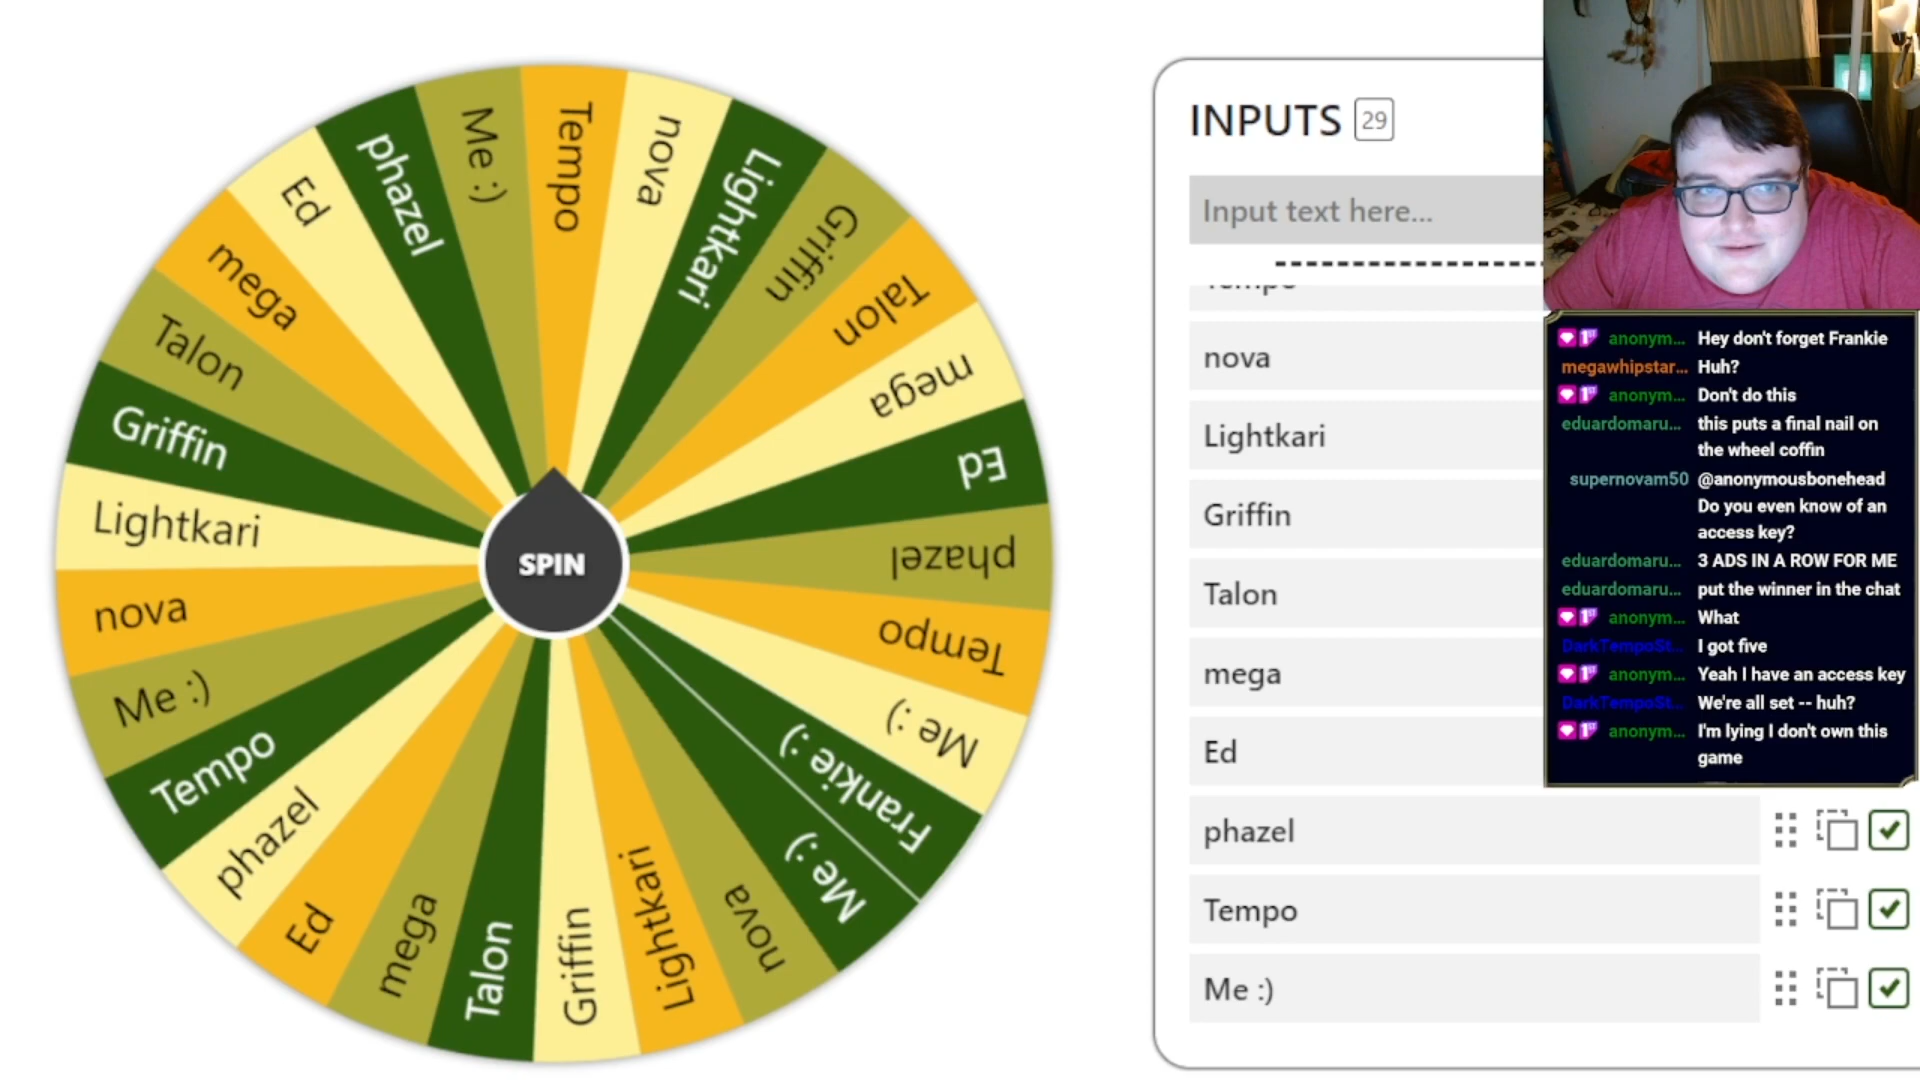 Tempo
nova
Lightkari
Griffin
Talon
mega
Ed
phazel
Tempo
Me :)
Frankie :)
Me :)
nova
Lightkari
Griffin
Talon
mega
Ed
phazel
Tempo
Me :)
nova
Lightkari
Griffin
Talon
mega
Ed
phazel
Me :)
SPIN
INPUTS 29
Input text here...
Tempo
nova
Lightkari
Griffin
Talon
mega
Ed
phazel
Tempo
Me :)
anonym... Hey don't forget Frankie
megawhipstar... Huh?
anonym... Don't do this
eduardomaru... this puts a final nail on
the wheel coffin
supernovam50 @anonymousbonehead
Do you even know of an
access key?
eduardomaru... 3 ADS IN A ROW FOR ME
eduardomaru... put the winner in the chat
anonym... What
DarkTempoSt... I got five
anonym... Yeah I have an access key
DarkTempoSt... We're all set -- huh?
anonym... I'm lying I don't own this
game